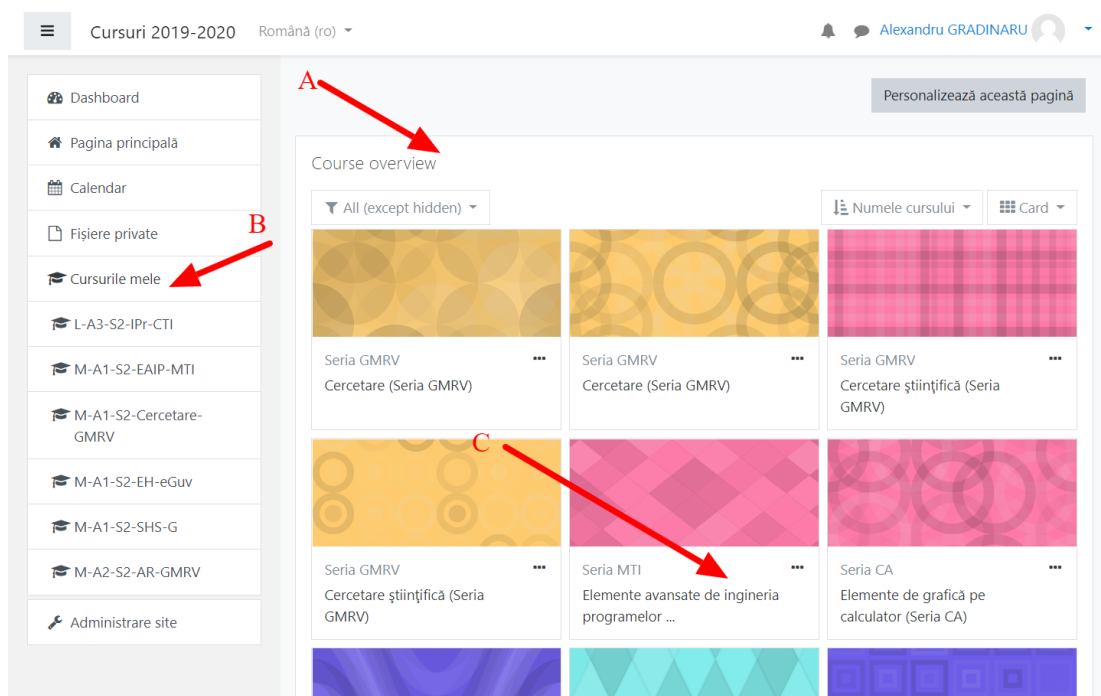 Cursuri 2019-2020
Română (ro)
Alexandru GRADINARU
Dashboard
Pagina principală
Calendar
Fișiere private
Cursurile mele
L-A3-S2-IPr-CTI
M-A1-S2-EAIP-MTI
M-A1-S2-Cercetare-
GMRV
M-A1-S2-EH-eGuv
M-A1-S2-SHS-G
M-A2-S2-AR-GMRV
Administrare site
A
B
C
Personalizează această pagină
Course overview
All (except hidden)
Numele cursului
Card
Seria GMRV
Cercetare (Seria GMRV)
Seria GMRV
Cercetare (Seria GMRV)
Seria GMRV
Cercetare ştiinţifică (Seria
GMRV)
Seria GMRV
Cercetare ştiinţifică (Seria
GMRV)
Seria MTI
Elemente avansate de ingineria
programelor ...
Seria CA
Elemente de grafică pe
calculator (Seria CA)